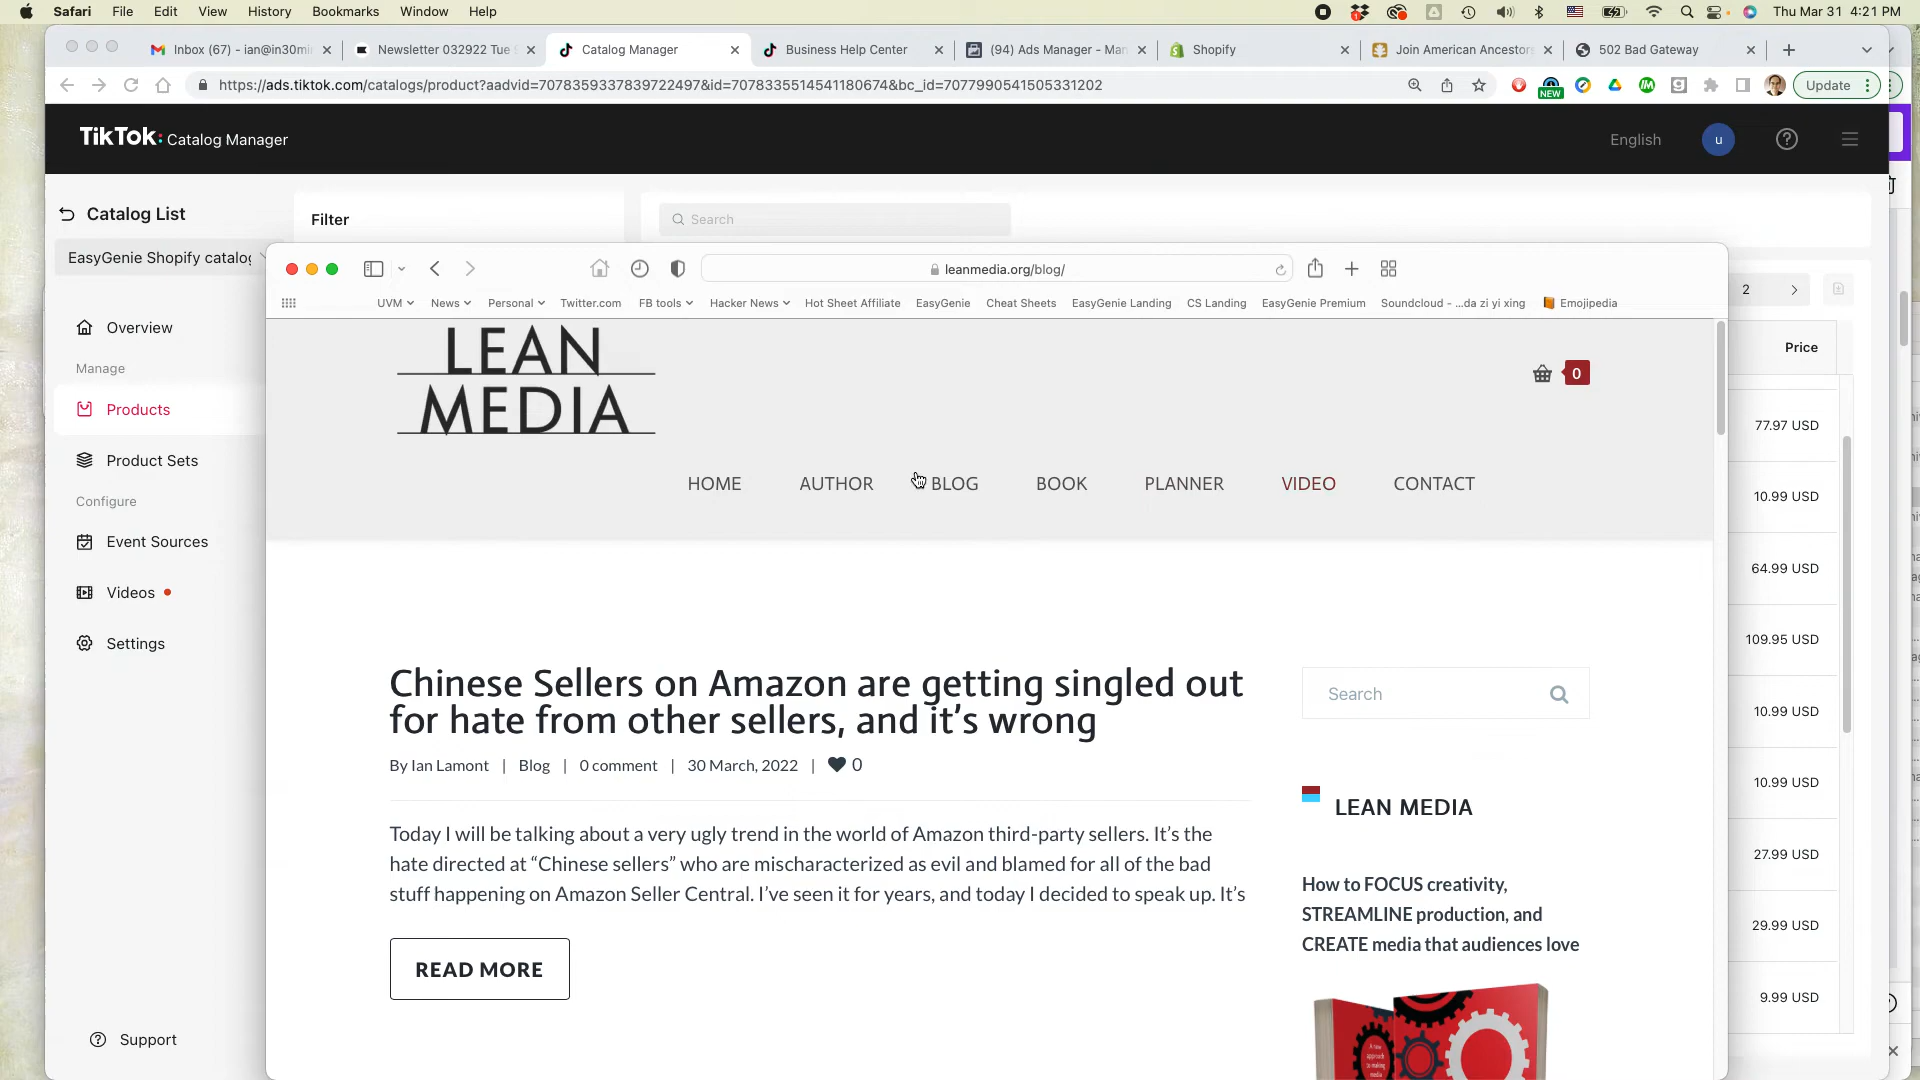 Safari File Edit View History Bookmarks Window Help Thu Mar 31 4:21 PM
Inbox (67) - ian@in30mi Newsletter 032922 Tue Catalog Manager Business Help Center (94) Ads Manager - Man Shopify Join American Ancestors 502 Bad Gateway
https://ads.tiktok.com/catalogs/product?aadvid=7078359337839722497&id=7078335514541180674&bc_id=7077990541505331202 NEW Update
TikTok: Catalog Manager English u
Catalog List Filter Search
EasyGenie Shopify catalog
leanmedia.org/blog/
UVM News Personal Twitter.com FB tools Hacker News Hot Sheet Affiliate EasyGenie Cheat Sheets EasyGenie Landing CS Landing EasyGenie Premium Soundcloud - ...da zi yi xing Emojipedia
2
Overview
Manage
Products
Product Sets
Configure
Event Sources
Videos
Settings
Support
LEAN
MEDIA
0
HOME AUTHOR BLOG BOOK PLANNER VIDEO CONTACT
Chinese Sellers on Amazon are getting singled out
for hate from other sellers, and it's wrong
By Ian Lamont | Blog | 0 comment | 30 March, 2022 | 0
Today I will be talking about a very ugly trend in the world of Amazon third-party sellers. It's the
hate directed at “Chinese sellers” who are mischaracterized as evil and blamed for all of the bad
stuff happening on Amazon Seller Central. I've seen it for years, and today I decided to speak up. It's
READ MORE
Search
LEAN MEDIA
How to FOCUS creativity,
STREAMLINE production, and
CREATE media that audiences love
A new
approach
to making
media
Price
77.97 USD
10.99 USD
64.99 USD
109.95 USD
10.99 USD
10.99 USD
27.99 USD
29.99 USD
9.99 USD